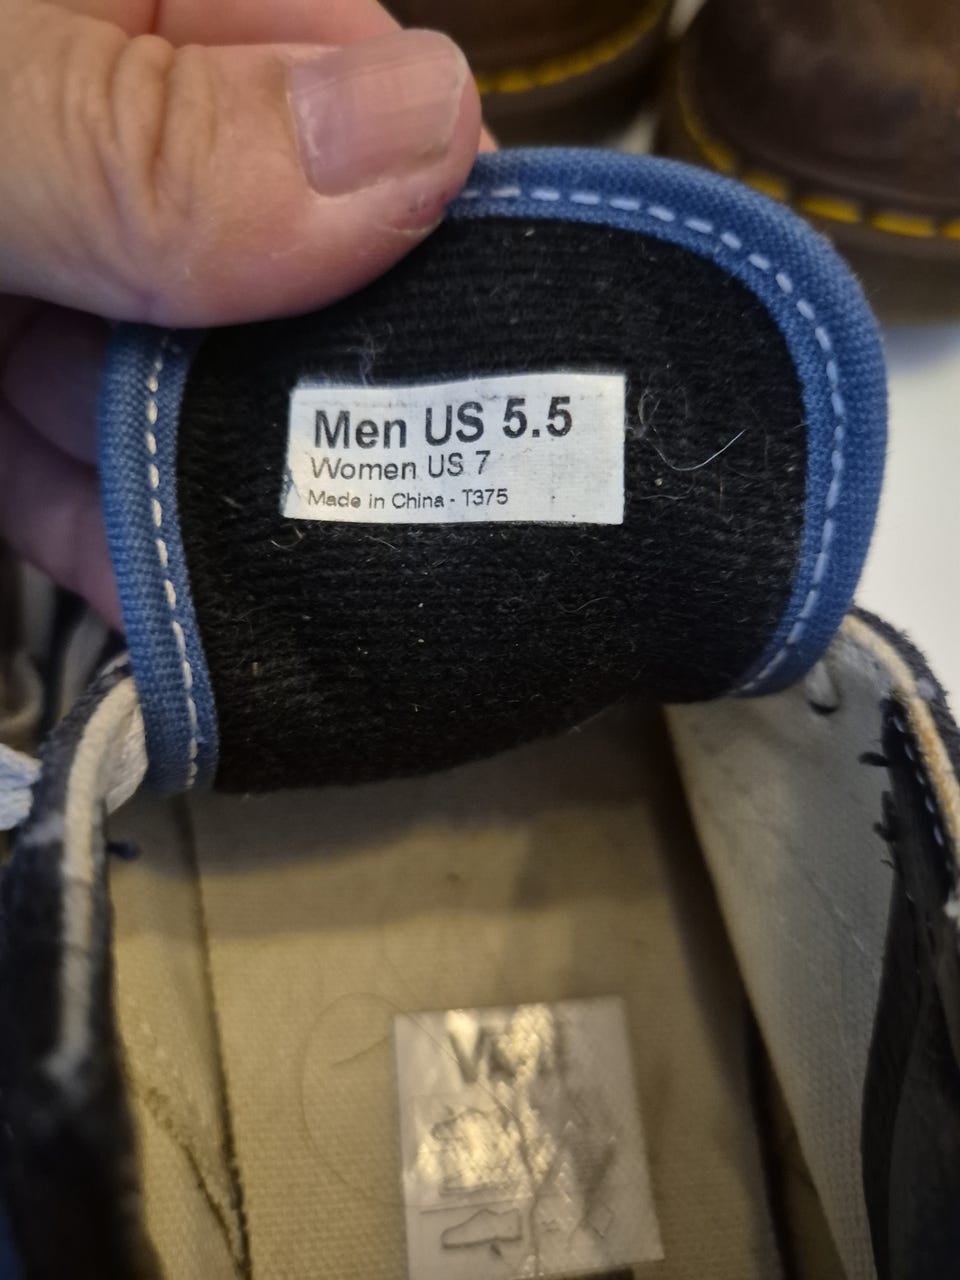 Men US 5.5
Women US 7
Made in China - T375